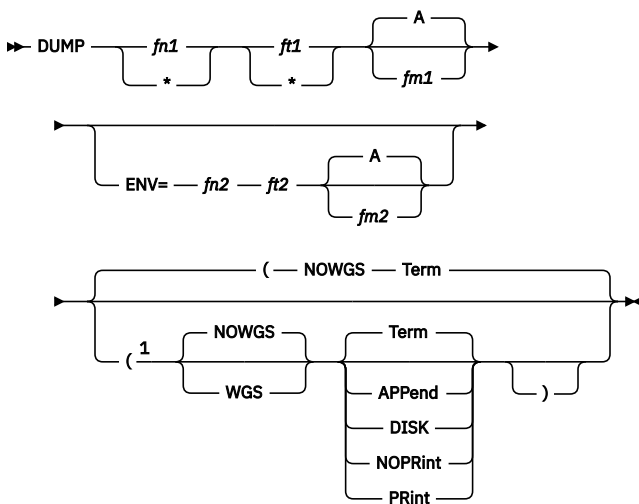 A
DUMP fn1 ft1
* * fm1
A
ENV= fn2 ft2
fm2
( NOWGS Term
( 1
NOWGS Term
WGS APPend )
DISK
NOPRint
PRint